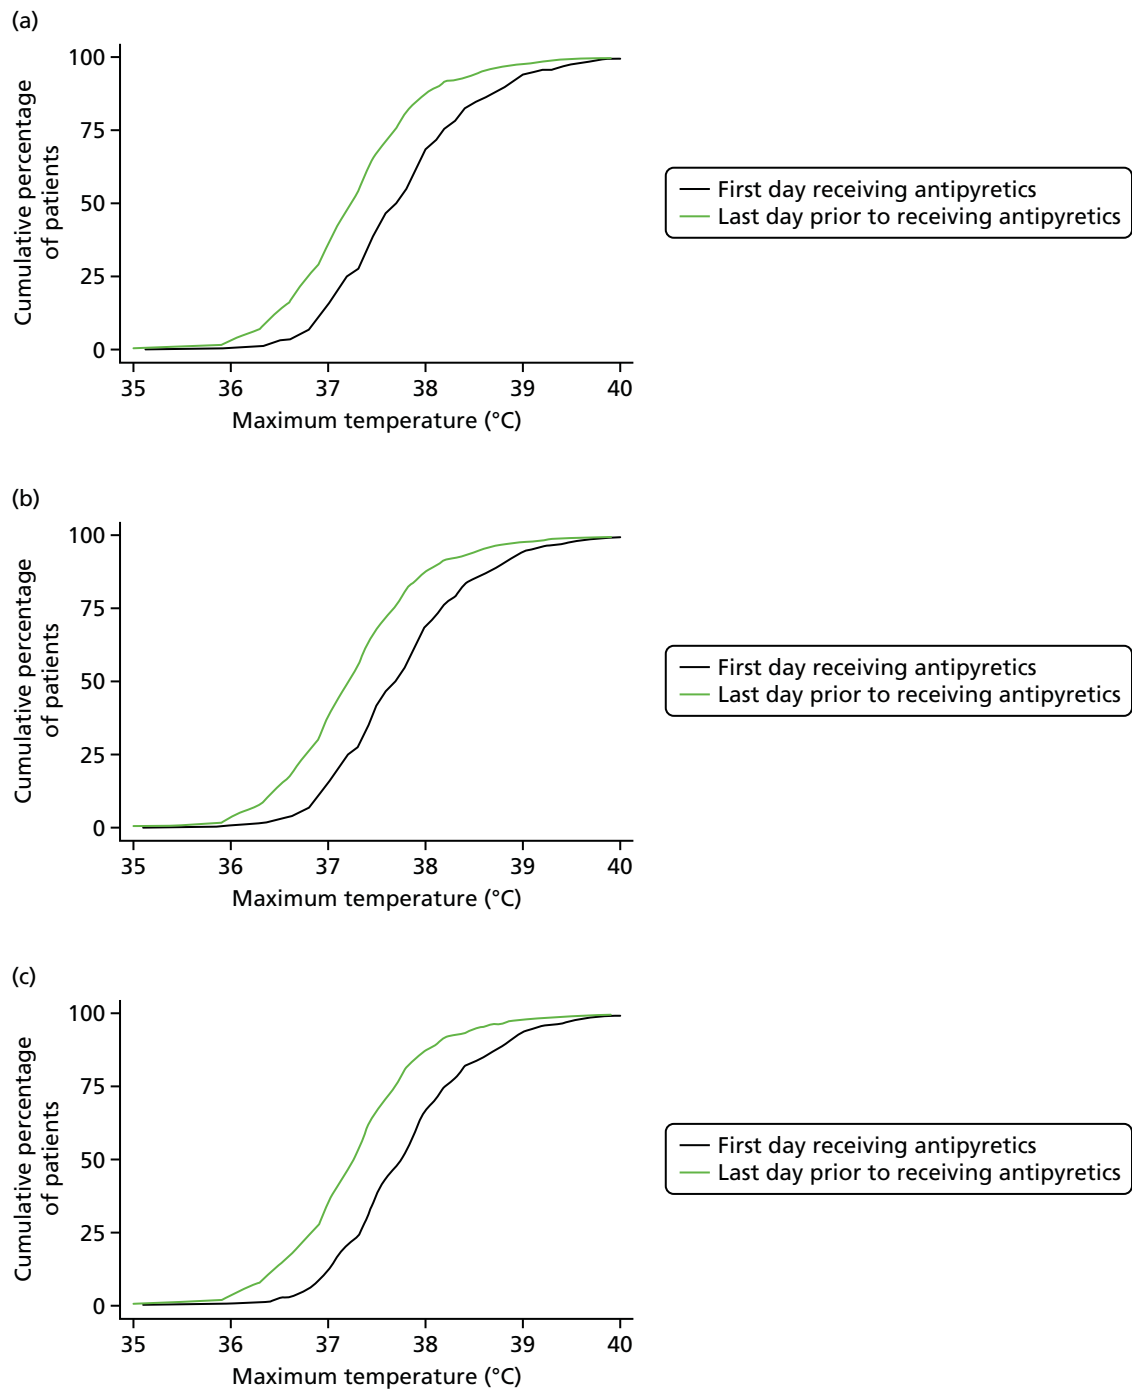 (a)
Cumulative percentage
of patients
100
75
50
25
0
35 36 37 38 39 40
Maximum temperature (°C)
First day receiving antipyretics
Last day prior to receiving antipyretics
(b)
Cumulative percentage
of patients
100
75
50
25
0
35 36 37 38 39 40
Maximum temperature (°C)
First day receiving antipyretics
Last day prior to receiving antipyretics
(c)
Cumulative percentage
of patients
100
75
50
25
0
35 36 37 38 39 40
Maximum temperature (°C)
First day receiving antipyretics
Last day prior to receiving antipyretics